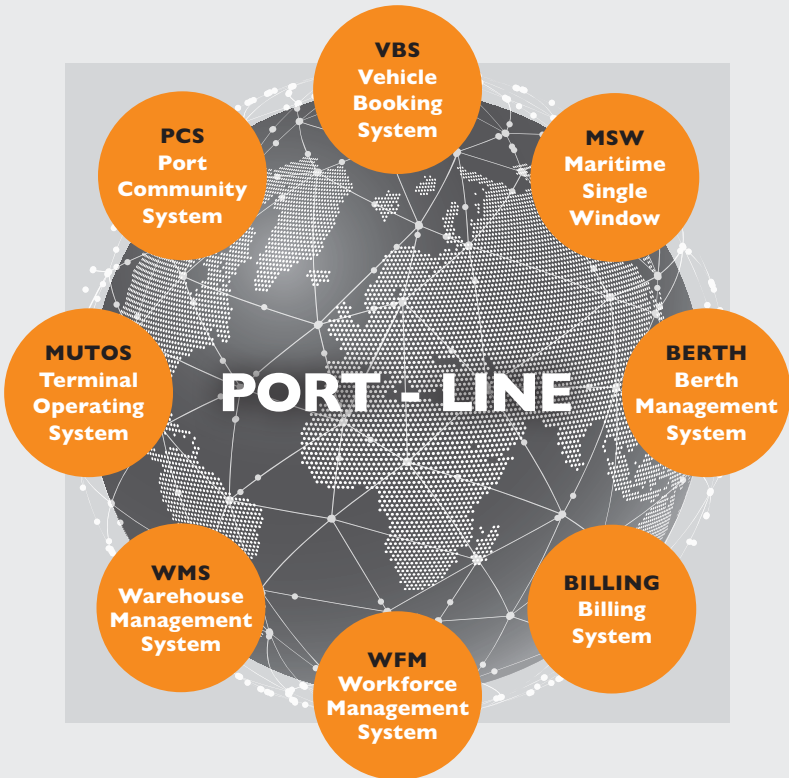 VBS
Vehicle
Booking
System
PCS
Port
Community
System
MSW
Maritime
Single
Window
MUTOS
Terminal
Operating
System
PORT - LINE
BERTH
Berth
Management
System
WMS
Warehouse
Management
System
BILLING
Billing
System
WFM
Workforce
Management
System